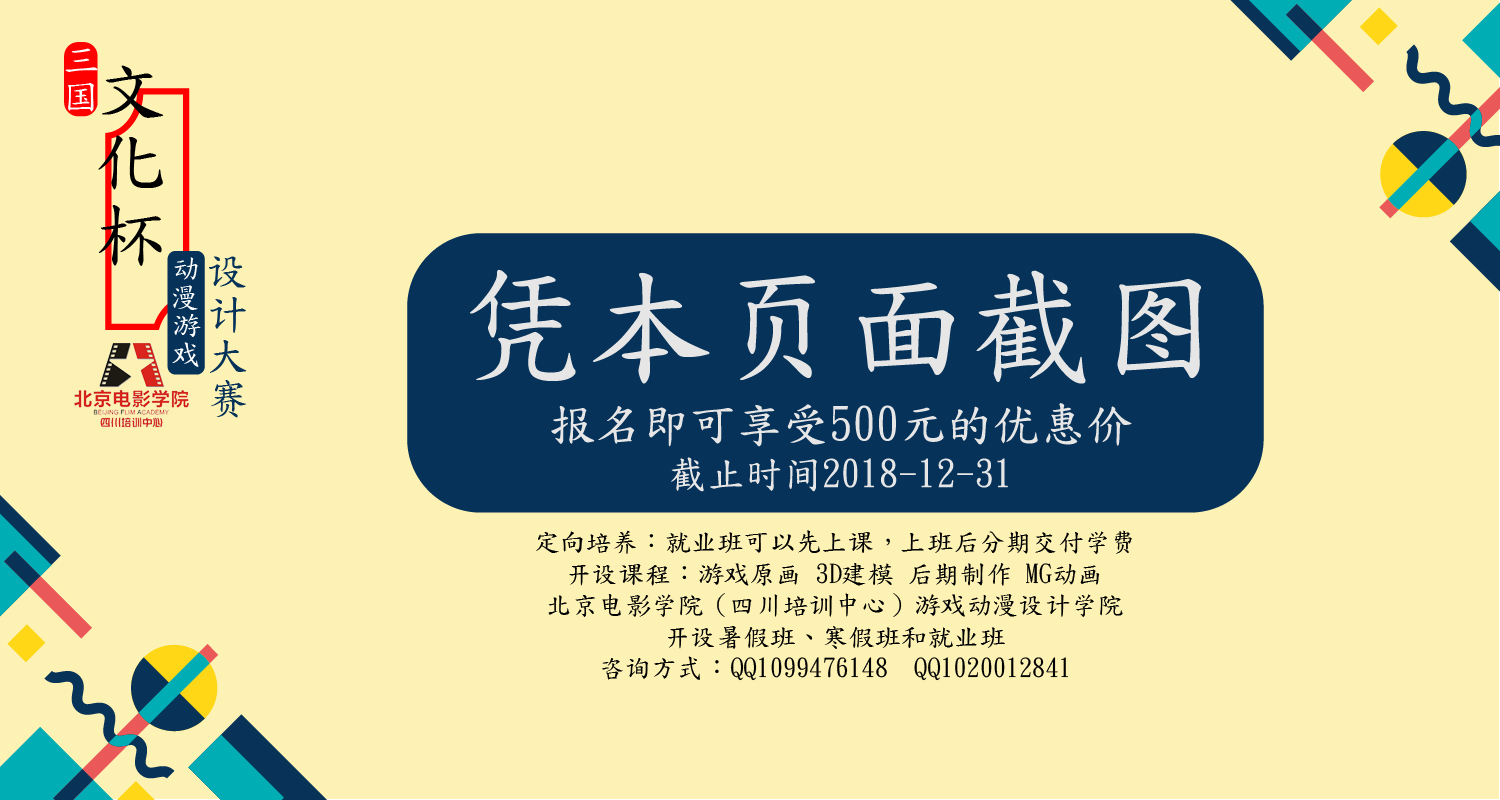 三国
文化杯
动漫游戏
设计大赛
北京电影学院
BEIJING FLIM ACADEMY
四川培训中心
凭本页面截图
报名即可享受500元的优惠价
截止时间2018-12-31
定向培养：就业班可以先上课，上班后分期交付学费
开设课程：游戏原画 3D建模 后期制作 MG动画
北京电影学院（四川培训中心）游戏动漫设计学院
开设暑假班、寒假班和就业班
咨询方式：QQ1099476148 QQ1020012841